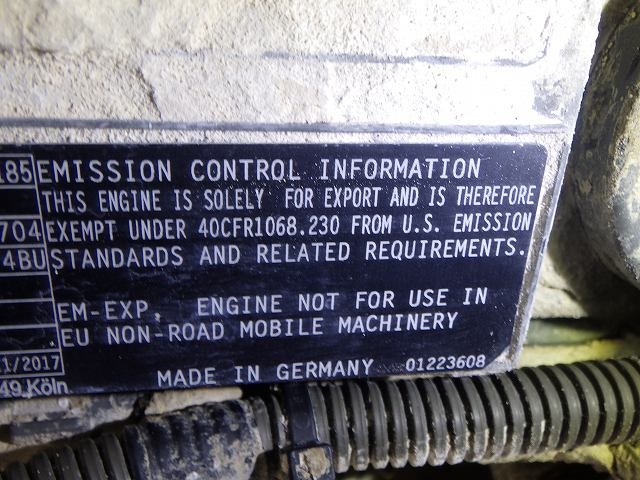 185 EMISSION CONTROL INFORMATION
THIS ENGINE IS SOLELY FOR EXPORT AND IS THEREFORE
704 EXEMPT UNDER 40CFR1068.230 FROM U.S. EMISSION
4BU STANDARDS AND RELATED REQUIREMENTS.
EM-EXP, ENGINE NOT FOR USE IN
. EU NON-ROAD MOBILE MACHINERY
1/2017
MADE IN GERMANY 01223608
49 Köln